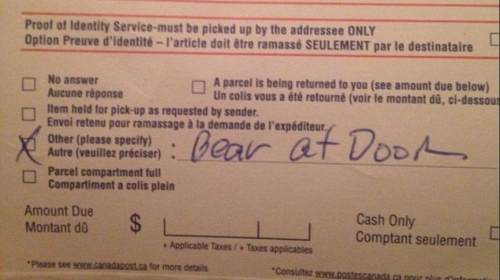 Proof of Identity Service-must be picked up by the addressee ONLY
Option Preuve d'identité – l'article doit être ramassé SEULEMENT par le destinataire
No answer
Aucune réponse
A parcel is being returned to you (see amount due below)
Un colis vous a été retourné (voir le montant dû, ci-dessou
Item held for pick-up as requested by sender.
Envoi retenu pour ramassage à la demande de l'expéditeur.
Other (please specify)
Autre (veuillez préciser) : Bear at Door
Parcel compartment full
Compartiment a colis plein
Amount Due
Montant dû
$
+ Applicable Taxes / + Taxes applicables
Cash Only
Comptant seulement
*Please see www.canadapost.ca for more details
*Consultez www.postescanada.ca pour plus d'inform